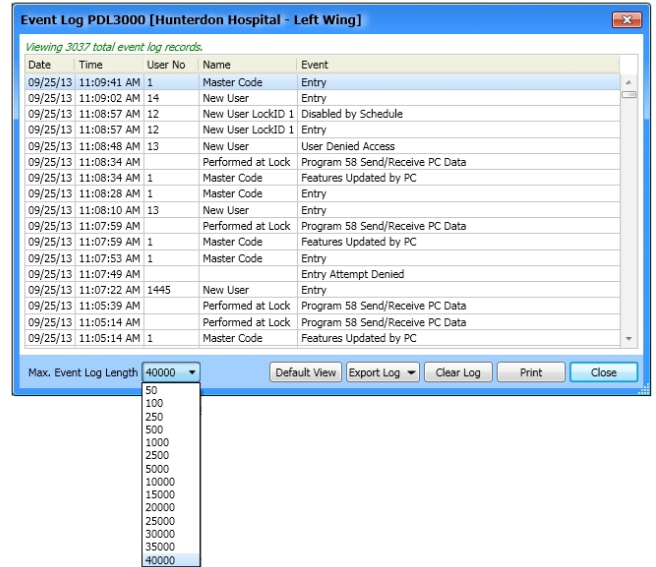 Event Log PDL3000 [Hunterdon Hospital - Left Wing]
Viewing 3037 total event log records.
Date Time User No Name Event
09/25/13 11:09:41 AM 1 Master Code Entry
09/25/13 11:09:02 AM 14 New User Entry
09/25/13 11:08:57 AM 12 New User LockID 1 Disabled by Schedule
09/25/13 11:08:57 AM 12 New User LockID 1 Entry
09/25/13 11:08:48 AM 13 New User User Denied Access
09/25/13 11:08:34 AM Performed at Lock Program 58 Send/Receive PC Data
09/25/13 11:08:34 AM 1 Master Code Features Updated by PC
09/25/13 11:08:28 AM 1 Master Code Entry
09/25/13 11:08:10 AM 13 New User Entry
09/25/13 11:07:59 AM Performed at Lock Program 58 Send/Receive PC Data
09/25/13 11:07:59 AM 1 Master Code Features Updated by PC
09/25/13 11:07:53 AM 1 Master Code Entry
09/25/13 11:07:49 AM Entry Attempt Denied
09/25/13 11:07:22 AM 1445 New User Entry
09/25/13 11:05:39 AM Performed at Lock Program 58 Send/Receive PC Data
09/25/13 11:05:14 AM Performed at Lock Program 58 Send/Receive PC Data
09/25/13 11:05:14 AM 1 Master Code Features Updated by PC
Max. Event Log Length 40000 Default View Export Log Clear Log Print Close
50
100
250
500
1000
2500
5000
10000
15000
20000
25000
30000
35000
40000